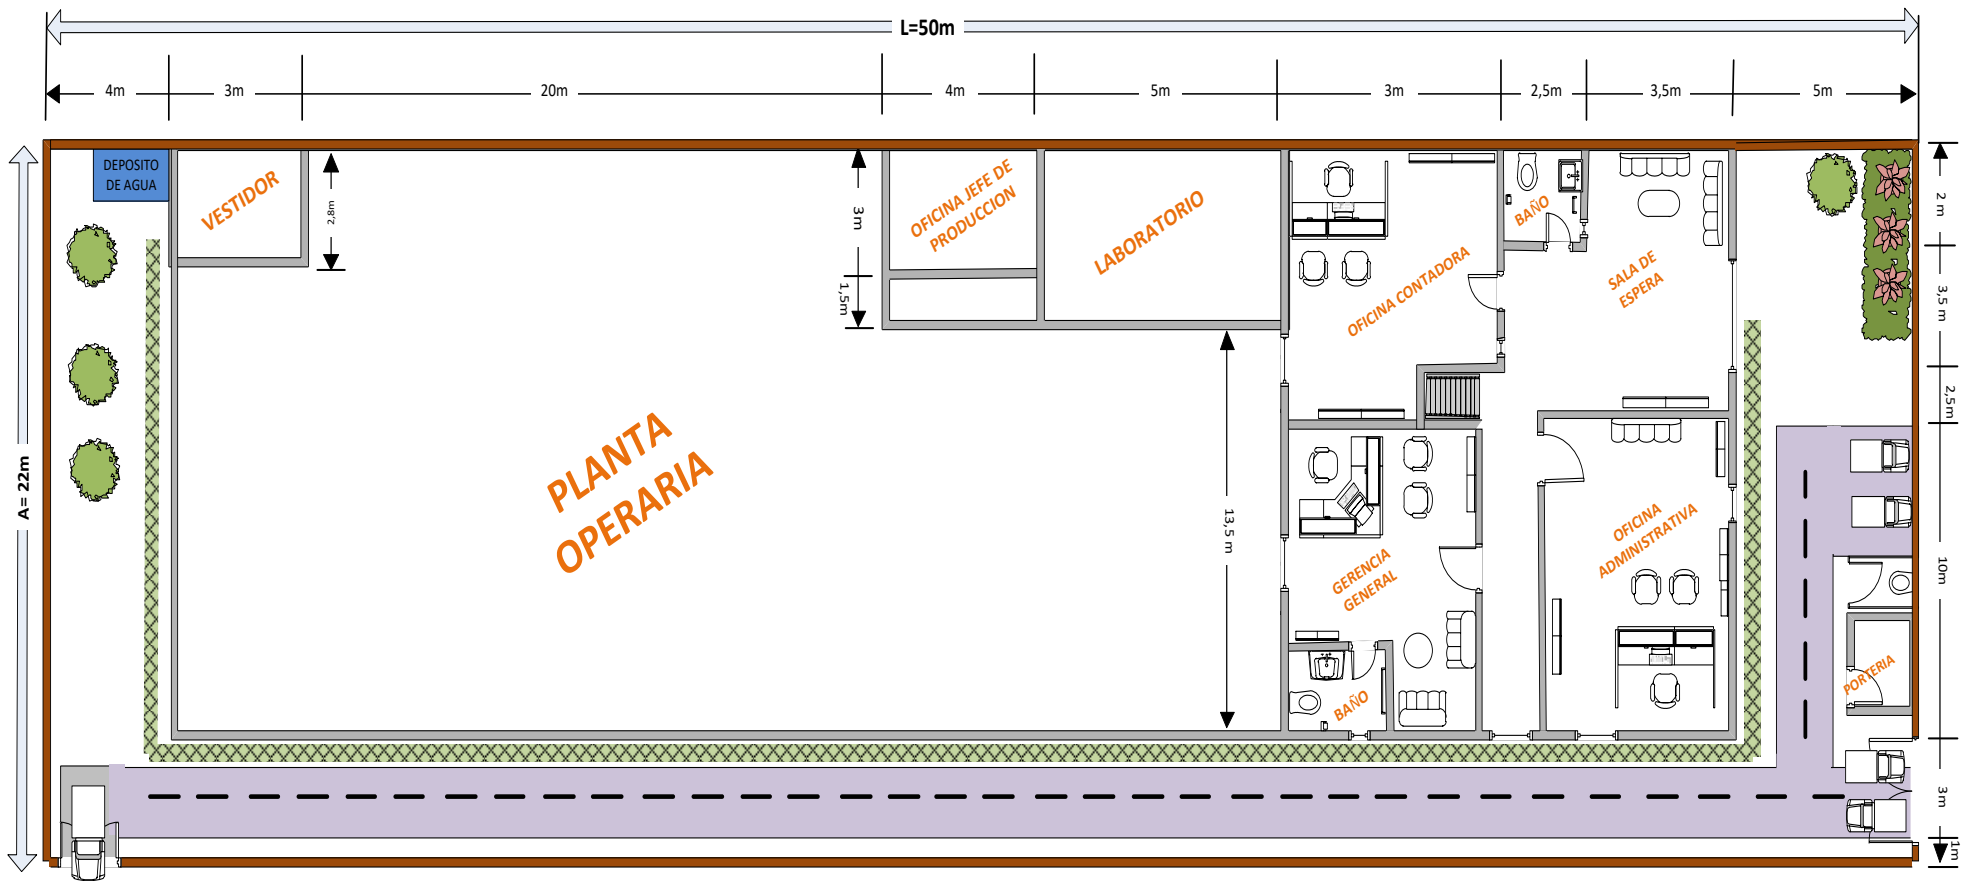 L=50m
4m
3m
20m
4m
5m
3m
2,5m
3,5m
5m
A= 22m
DEPOSITO
DE AGUA
VESTIDOR
2,8m
3m
1,5m
OFICINA JEFE DE
PRODUCCION
LABORATORIO
OFICINA CONTADORA
BAÑO
SALA DE
ESPERA
2 m
3,5 m
2,5m
10m
3m
1m
PLANTA
OPERARIA
13,5 m
GERENCIA
GENERAL
BAÑO
OFICINA
ADMINISTRATIVA
PORTERIA